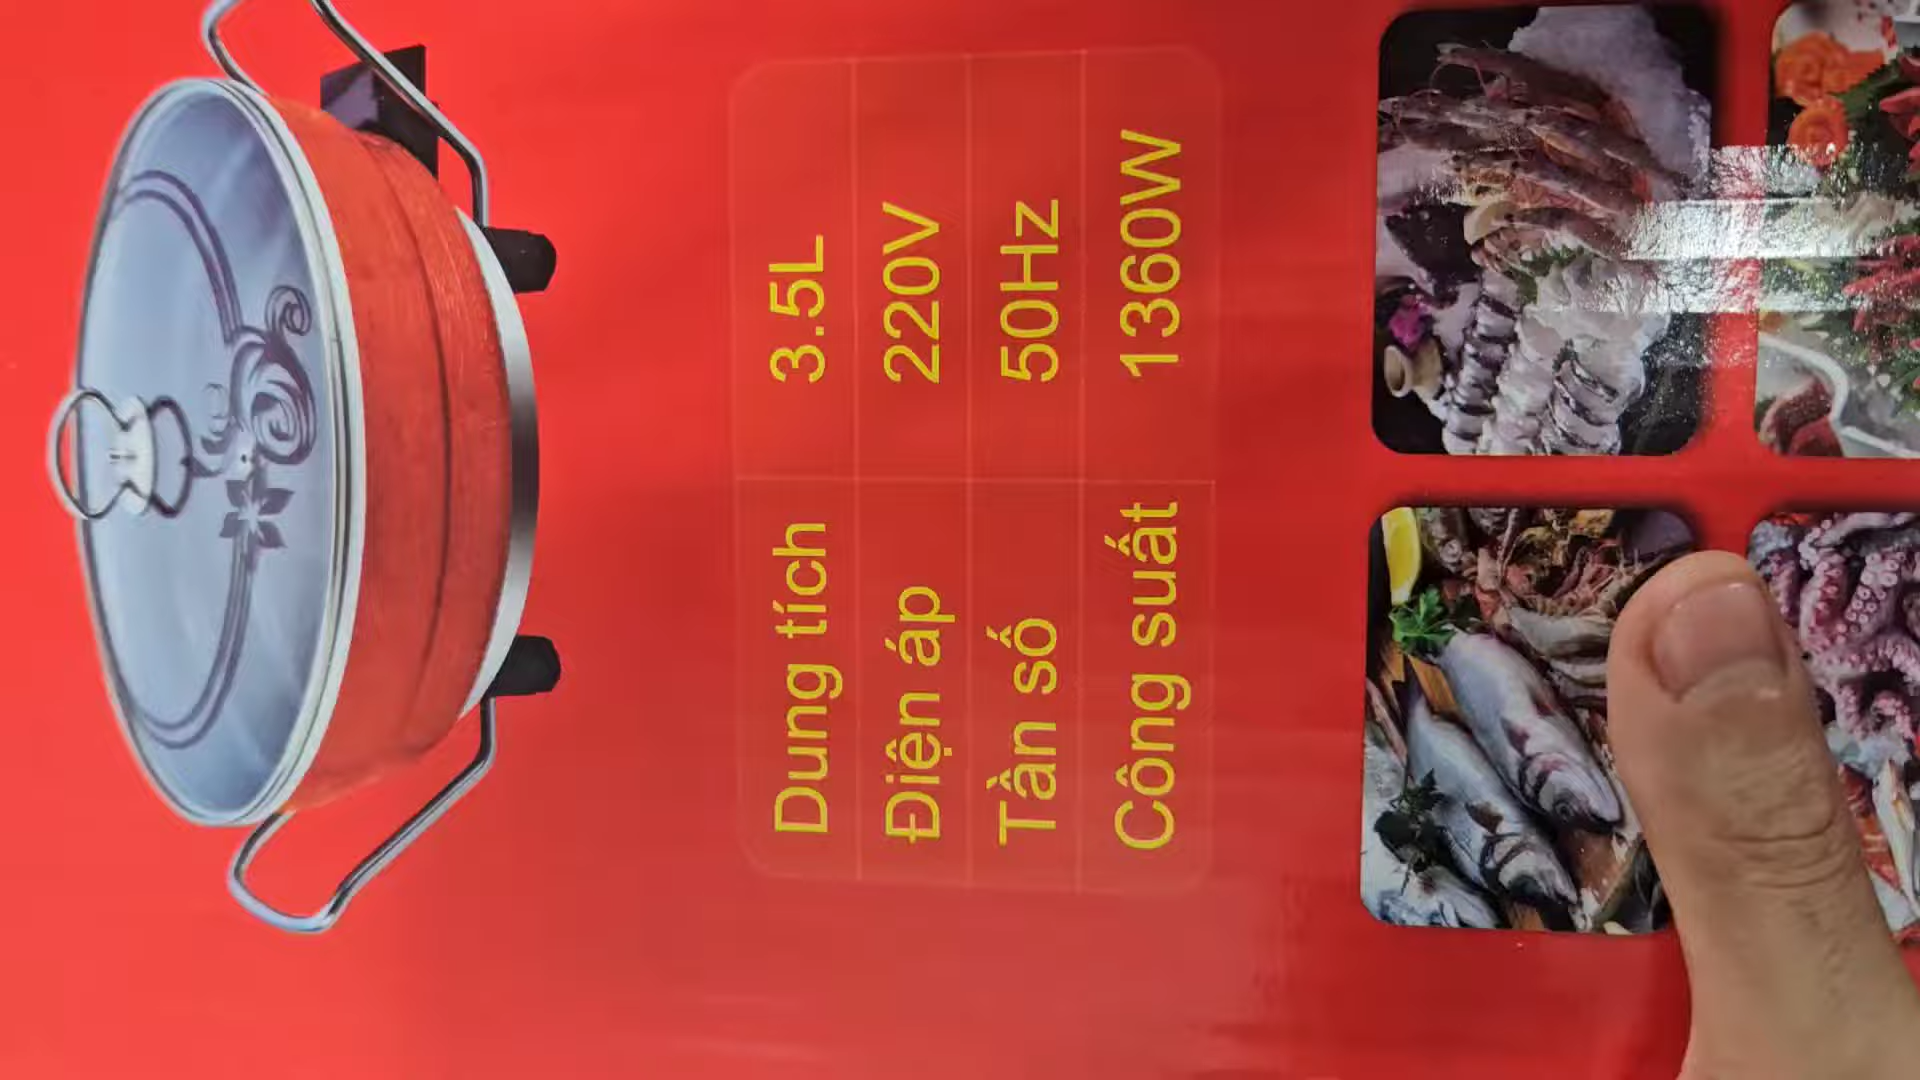 Dung tích 3.5L
Điện áp 220V
Tần số 50Hz
Công suất 1360W